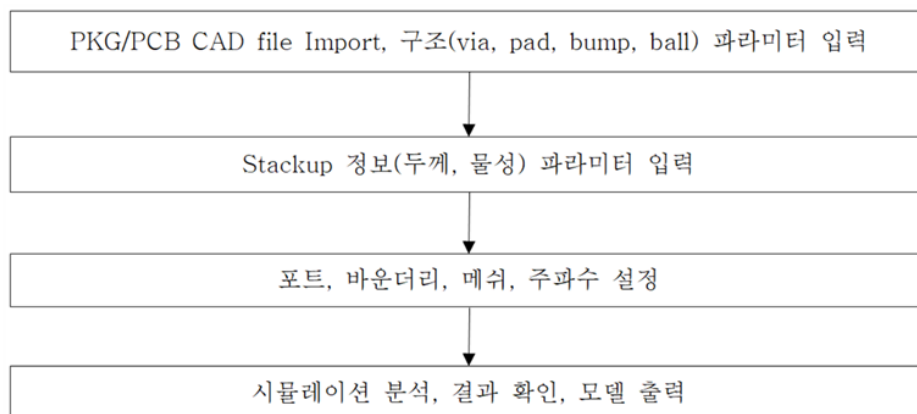 PKG/PCB CAD file Import, 구조(via, pad, bump, ball) 파라미터 입력
Stackup 정보(두께, 물성) 파라미터 입력
포트, 바운더리, 메쉬, 주파수 설정
시뮬레이션 분석, 결과 확인, 모델 출력